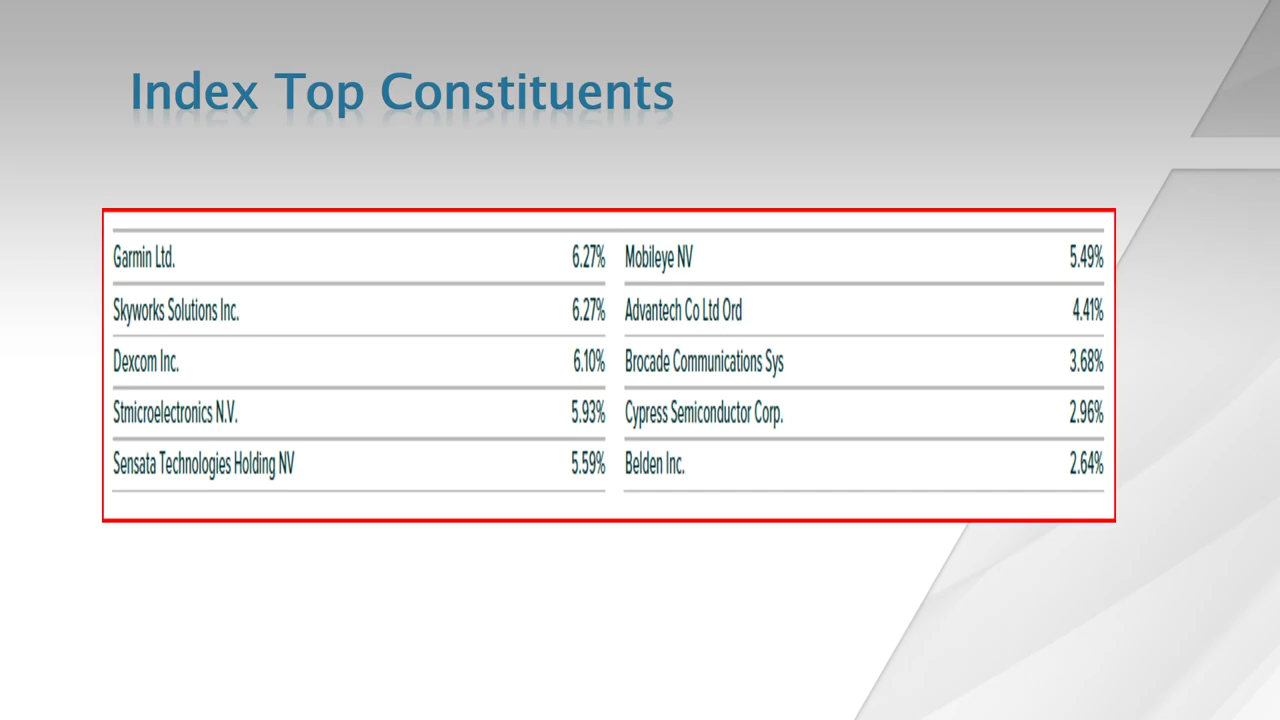 Index Top Constituents
Garmin Ltd. 6.27% Mobileye NV 5.49%
Skyworks Solutions Inc. 6.27% Advantech Co Ltd Ord 4.41%
Dexcom Inc. 6.10% Brocade Communications Sys 3.68%
Stmicroelectronics N.V. 5.93% Cypress Semiconductor Corp. 2.96%
Sensata Technologies Holding NV 5.59% Belden Inc. 2.64%